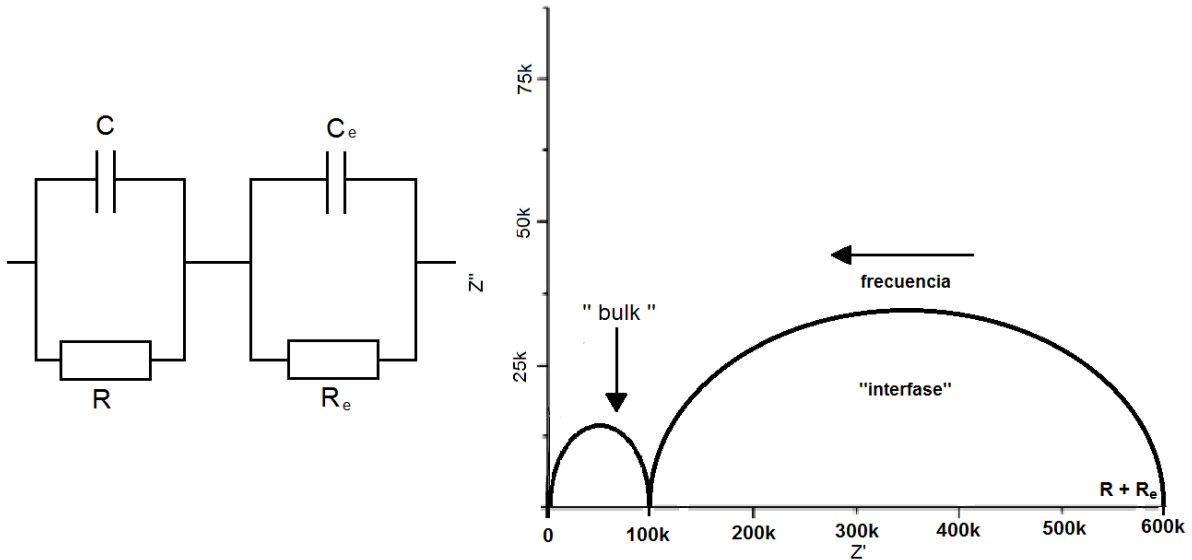 C
Ce
R
Re
Z"
75k
50k
25k
" bulk "
frecuencia
"interfase"
R + Re
0 100k 200k 300k 400k 500k 600k
Z'